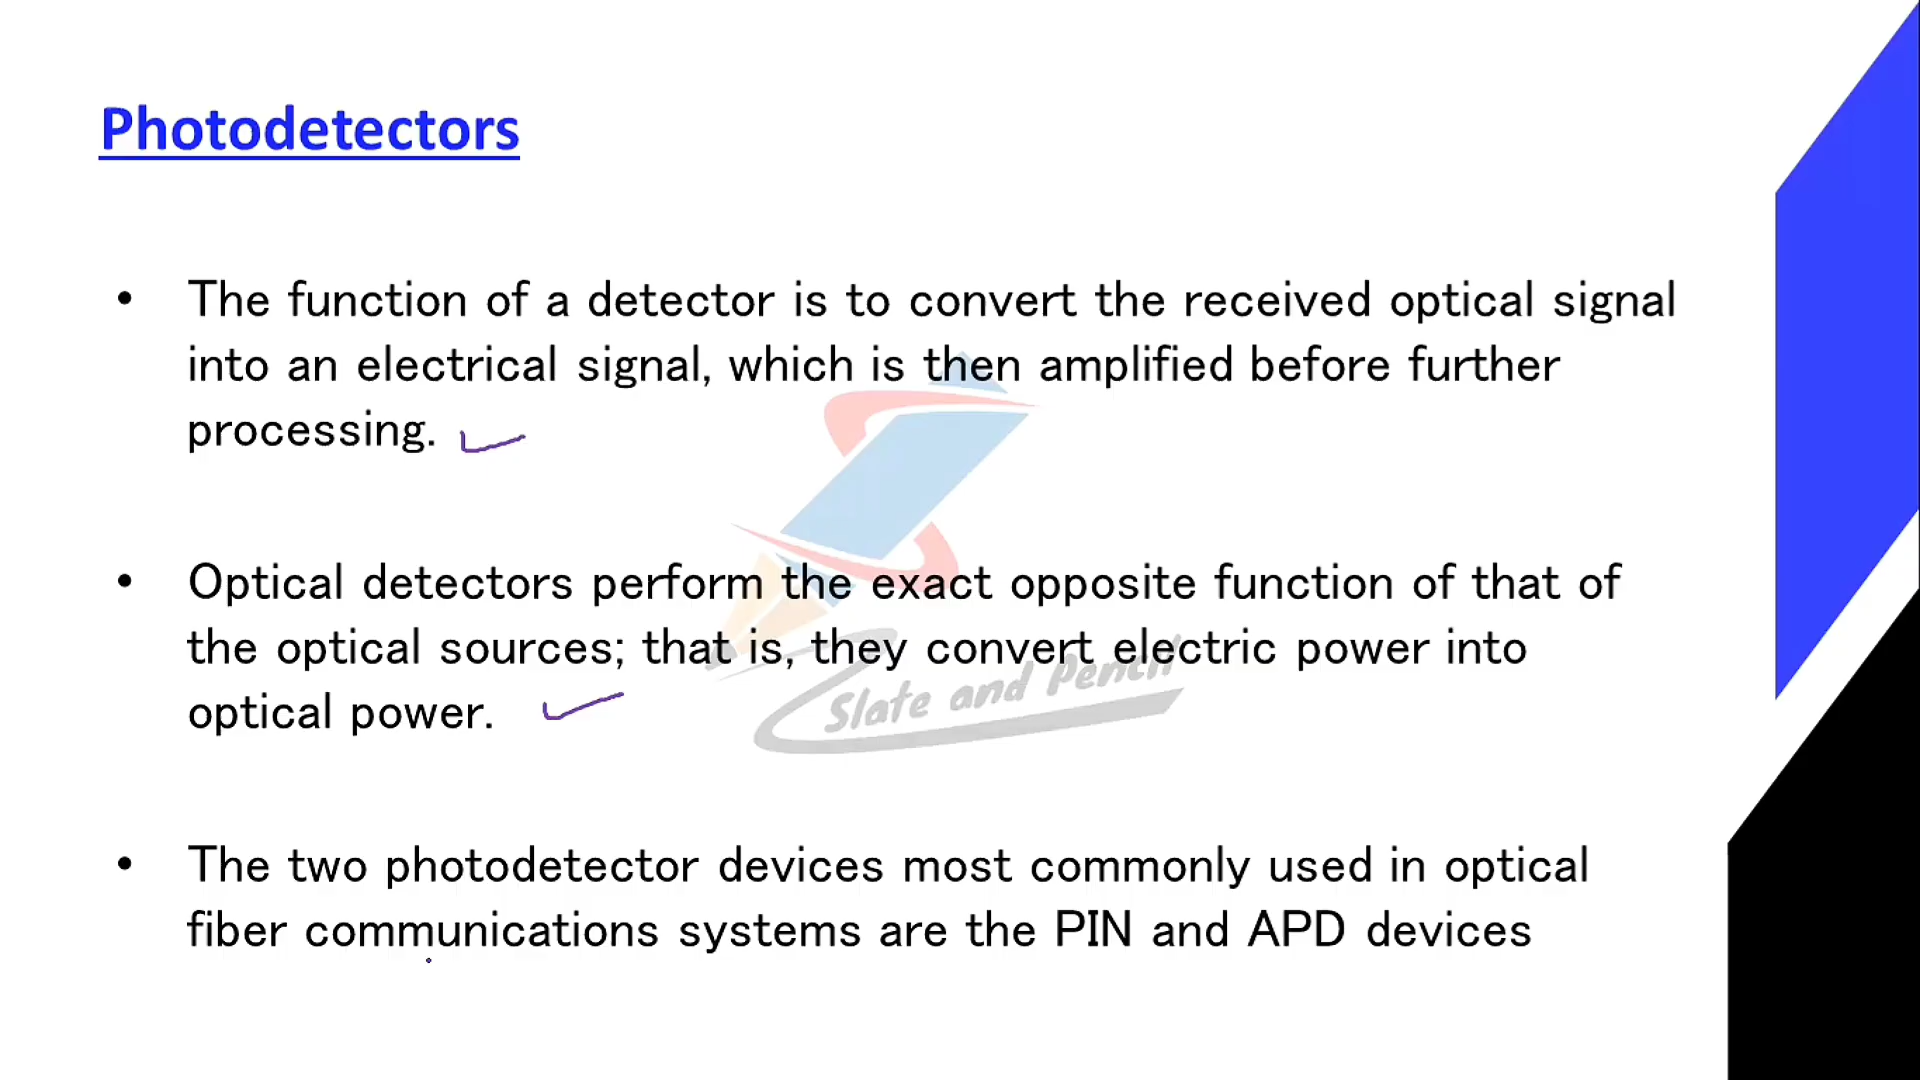 Photodetectors
• The function of a detector is to convert the received optical signal
into an electrical signal, which is then amplified before further
processing.
• Optical detectors perform the exact opposite function of that of
the optical sources; that is, they convert electric power into
optical power.
Slate and Pencil
• The two photodetector devices most commonly used in optical
fiber communications systems are the PIN and APD devices